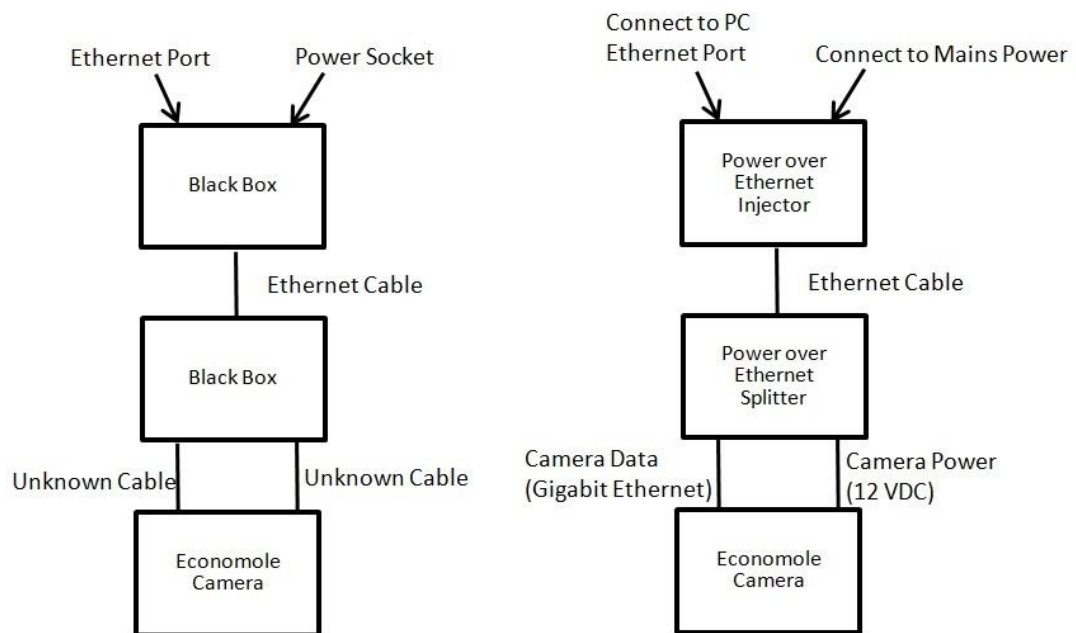 Ethernet Port
Power Socket
Black Box
Ethernet Cable
Black Box
Unknown Cable
Unknown Cable
Economole
Camera
Connect to PC
Ethernet Port
Connect to Mains Power
Power over
Ethernet
Injector
Ethernet Cable
Power over
Ethernet
Splitter
Camera Data
(Gigabit Ethernet)
Camera Power
(12 VDC)
Economole
Camera